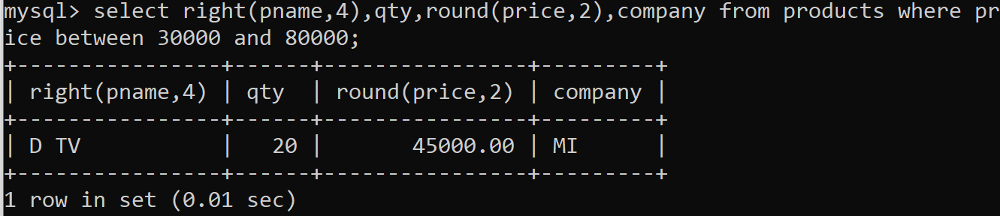 mysql> select right(pname,4),qty,round(price,2),company from products where pr
ice between 30000 and 80000;
+----------------+------+----------------+---------+
| right(pname,4) | qty  | round(price,2) | company |
+----------------+------+----------------+---------+
| D TV           |   20 |       45000.00 | MI      |
+----------------+------+----------------+---------+
1 row in set (0.01 sec)